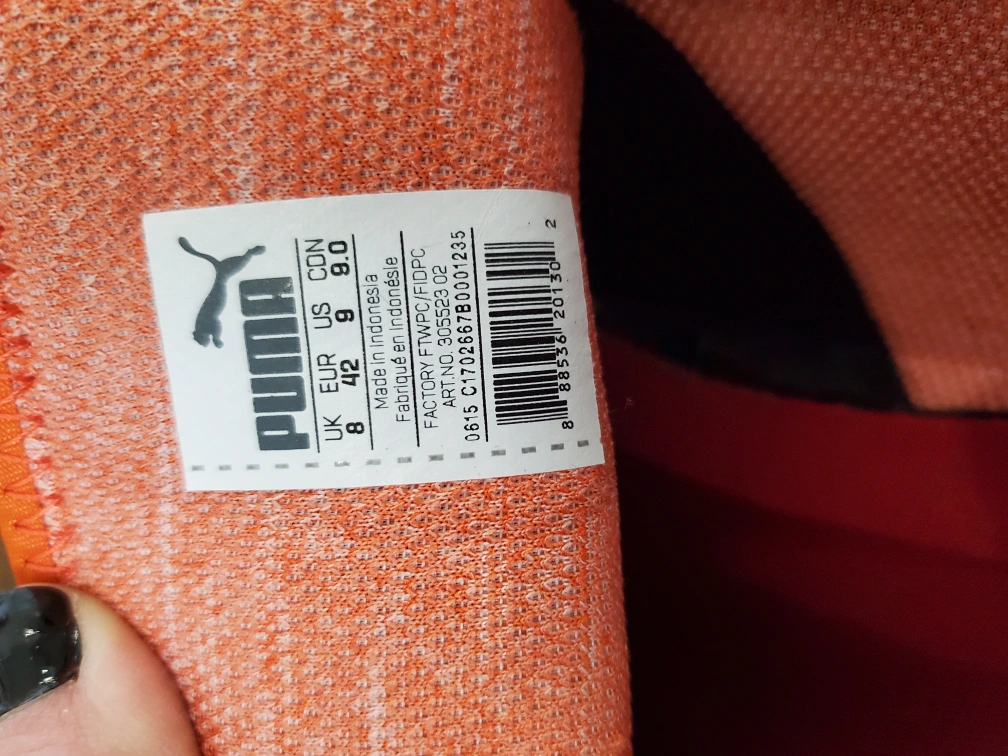 PUMA
UK EUR US CDN
8 42 9 9.0
Made in Indonesia
Fabriqué en Indonésie
FACTORY FTWPC/FIDPC
ART.NO. 305523 02
0615 C1702667B0001235
8 88536 20130 2